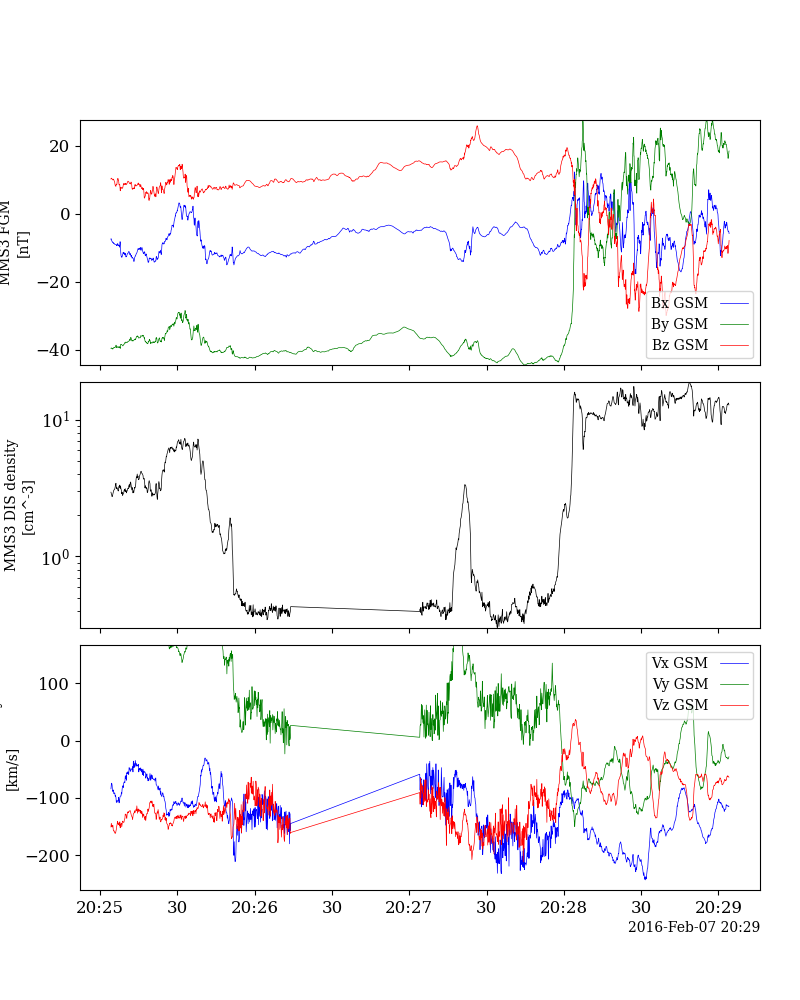 MMS3 FGM
[nT]
20
0
−20
−40
Bx GSM
By GSM
Bz GSM
MMS3 DIS density
[cm^-3]
10^1
10^0
[km/s]
100
0
−100
−200
Vx GSM
Vy GSM
Vz GSM
20:25 30 20:26 30 20:27 30 20:28 30 20:29
2016-Feb-07 20:29